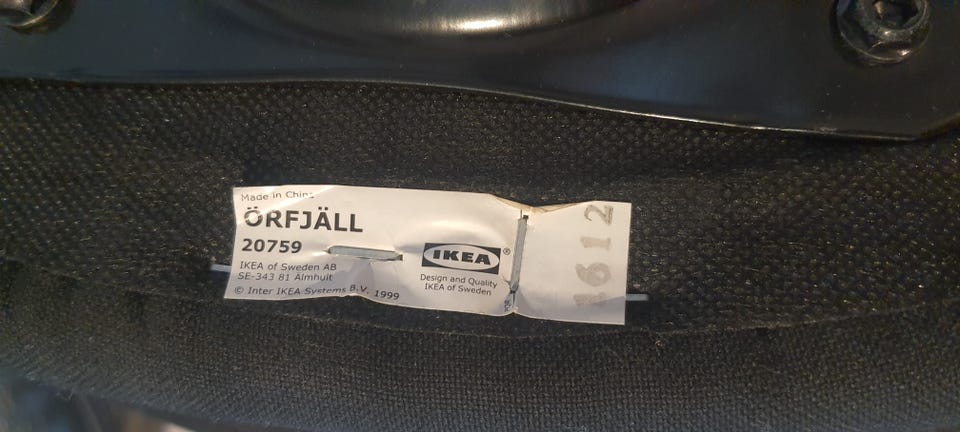 Made in China
ÖRFJÄLL
20759
IKEA of Sweden AB
SE-343 81 Älmhult
© Inter IKEA Systems B.V. 1999
IKEA®
Design and Quality
IKEA of Sweden
1612